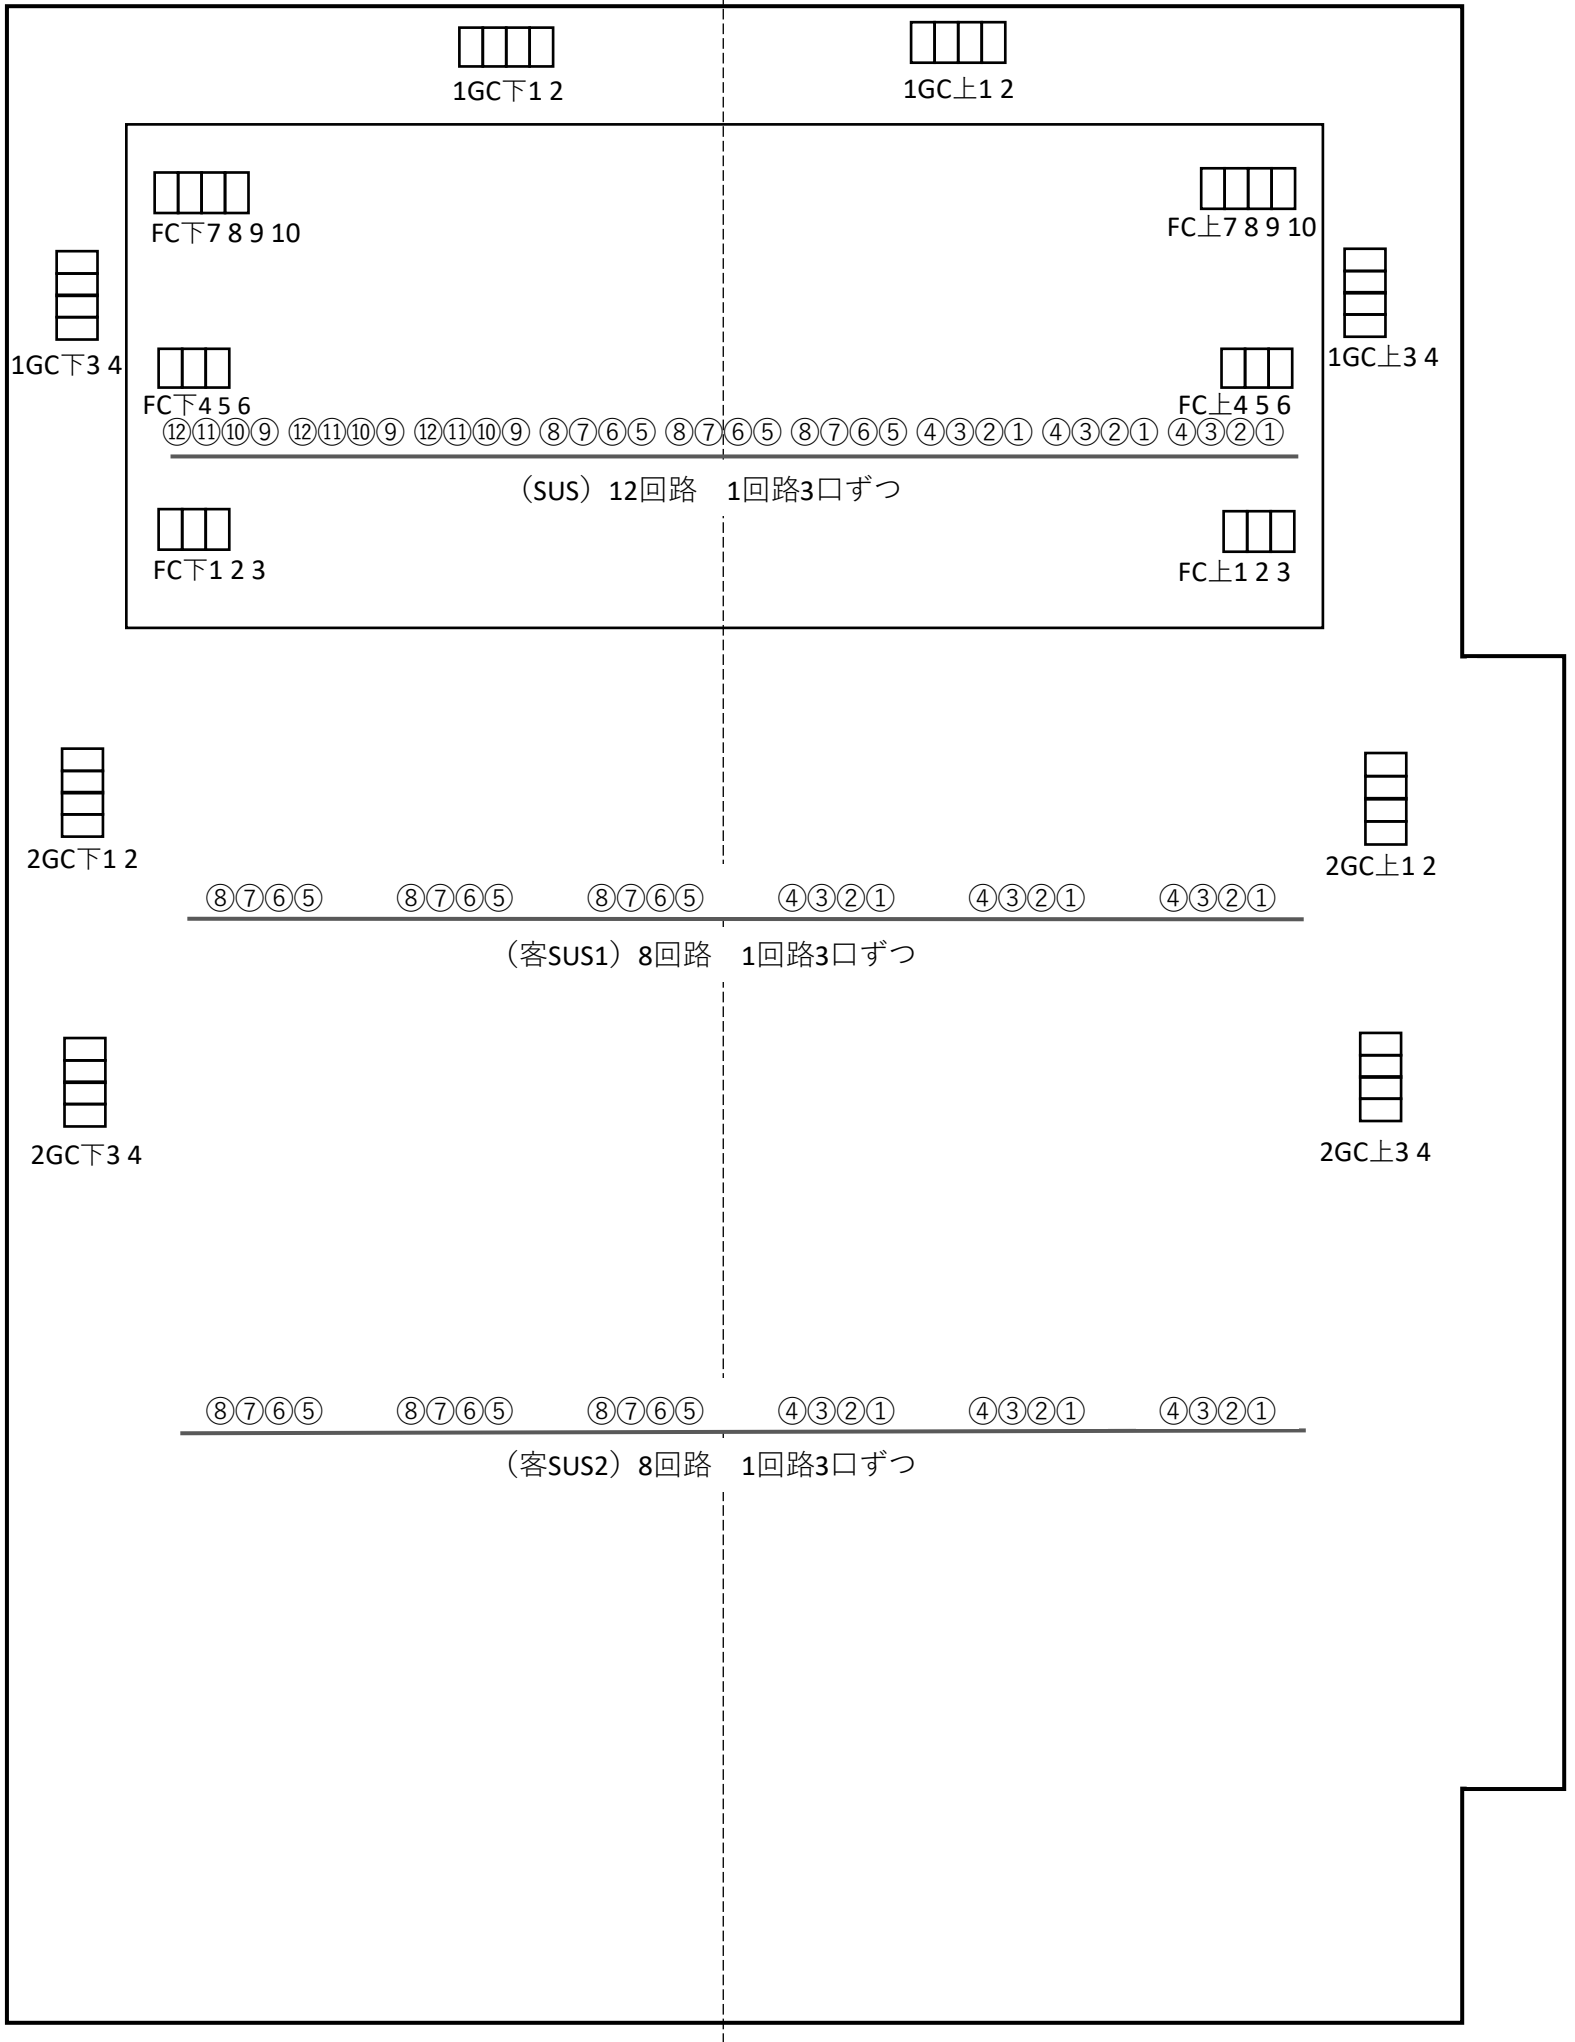 1GC下1 2
1GC上1 2
FC下7 8 9 10
FC上7 8 9 10
1GC下3 4
1GC上3 4
FC下4 5 6
FC上4 5 6
⑫⑪⑩⑨ ⑫⑪⑩⑨ ⑫⑪⑩⑨ ⑧⑦⑥⑤ ⑧⑦⑥⑤ ⑧⑦⑥⑤ ④③②① ④③②① ④③②①
（SUS）12回路　1回路3口ずつ
FC下1 2 3
FC上1 2 3
2GC下1 2
2GC上1 2
⑧⑦⑥⑤ ⑧⑦⑥⑤ ⑧⑦⑥⑤ ④③②① ④③②① ④③②①
（客SUS1）8回路　1回路3口ずつ
2GC下3 4
2GC上3 4
⑧⑦⑥⑤ ⑧⑦⑥⑤ ⑧⑦⑥⑤ ④③②① ④③②① ④③②①
（客SUS2）8回路　1回路3口ずつ